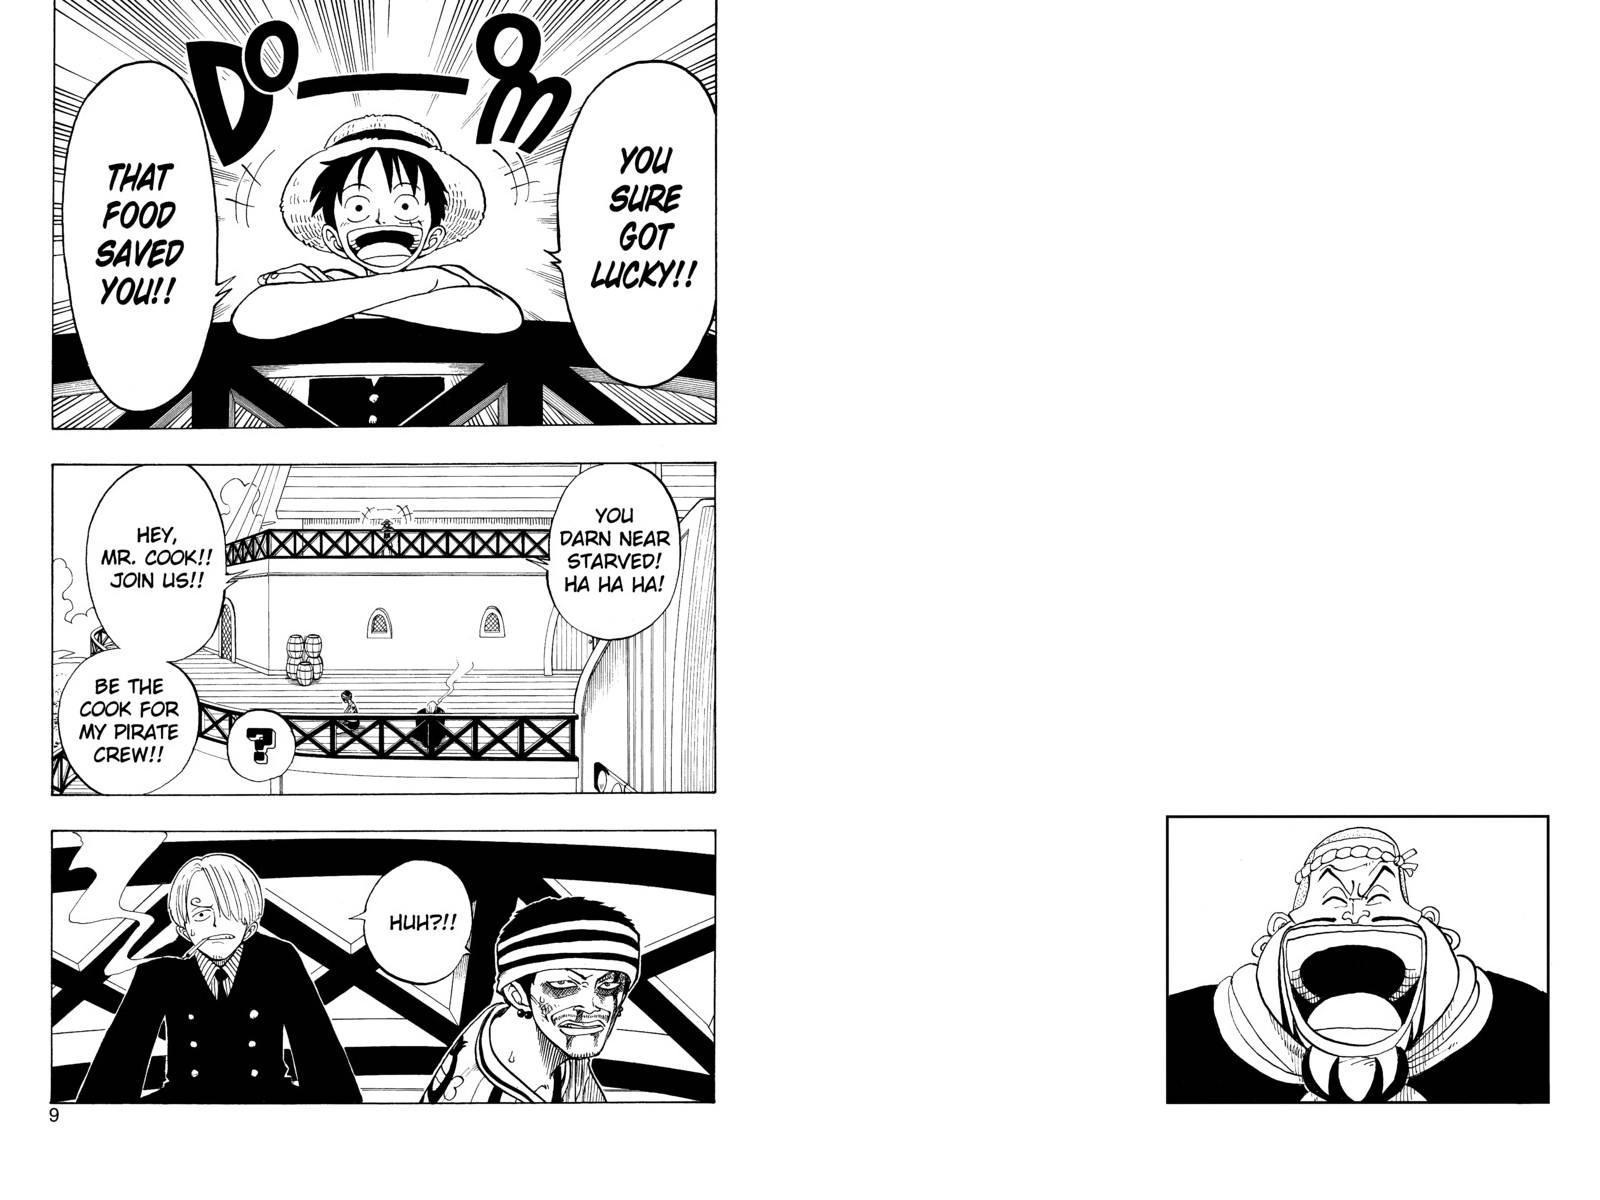 DO—OM
YOU
SURE
GOT
LUCKY!!
THAT
FOOD
SAVED
YOU!!
YOU
DARN NEAR
STARVED!
HA HA HA!
HEY,
MR. COOK!!
JOIN US!!
BE THE
COOK FOR
MY PIRATE
CREW!!
?
HUH?!!
9